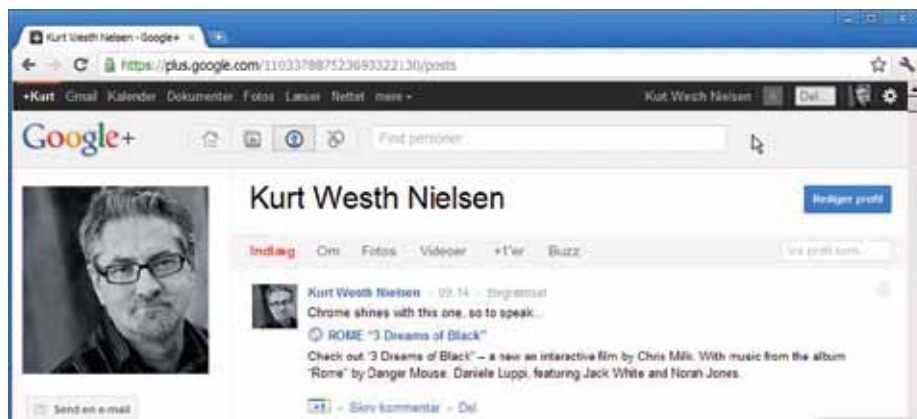 Kurt Westh Nielsen - Google+
https://plus.google.com/110337887523693322130/posts
+Kurt Gmail Kalender Dokumenter Fotos Læser Nettet mere
Kurt Westh Nielsen Del...
Google+
Find personer
Kurt Westh Nielsen
Rediger profil
Indlæg Om Fotos Videoer +1'er Buzz
Vis profil som...
Kurt Westh Nielsen - 09.14 - Begrænset
Chrome shines with this one, so to speak...
ROME "3 Dreams of Black"
Check out "3 Dreams of Black" – a new an interactive film by Chris Milk. With music from the album
"Rome" by Danger Mouse, Daniele Luppi, featuring Jack White and Norah Jones.
+1 - Skriv kommentar - Del
Send en e-mail